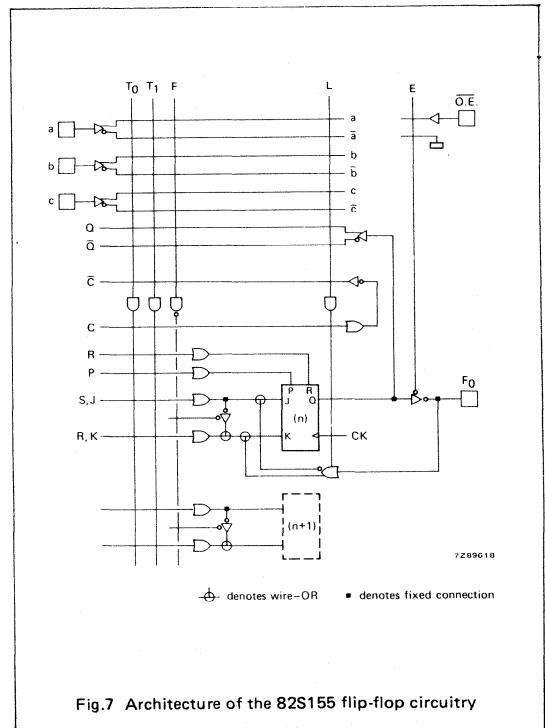 T0 T1 F L E O.E.
a a
a̅
b b
b̅
c c
c̅
Q
Q̅
C̅
C
R
P P R
S, J J Q F0
(n)
R, K K CK
(n+1)
7Z89618
denotes wire-OR ■ denotes fixed connection
Fig.7 Architecture of the 82S155 flip-flop circuitry